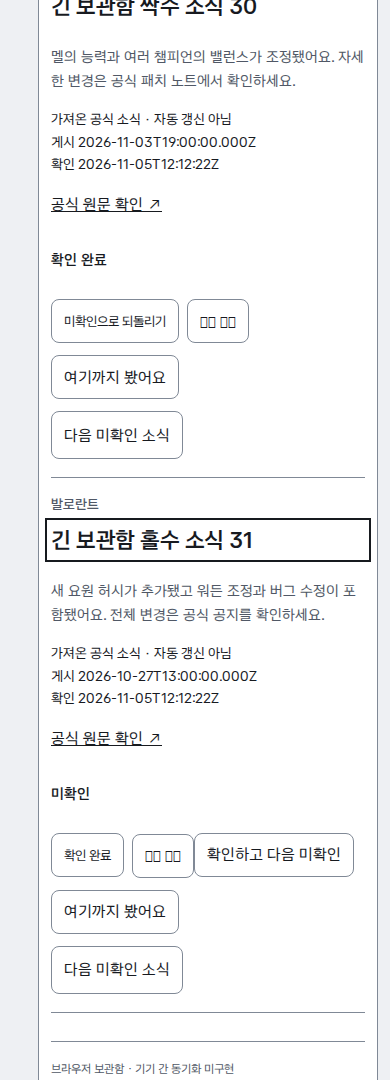 긴 보관함 짝수 소식 30
멜의 능력과 여러 챔피언의 밸런스가 조정됐어요. 자세
한 변경은 공식 패치 노트에서 확인하세요.
가져온 공식 소식 · 자동 갱신 아님
게시 2026-11-03T19:00:00.000Z
확인 2026-11-05T12:12:22Z
공식 원문 확인 ↗
확인 완료
미확인으로 되돌리기
여기까지 봤어요
다음 미확인 소식
발로란트
긴 보관함 홀수 소식 31
새 요원 허시가 추가됐고 워든 조정과 버그 수정이 포
함됐어요. 전체 변경은 공식 공지를 확인하세요.
가져온 공식 소식 · 자동 갱신 아님
게시 2026-10-27T13:00:00.000Z
확인 2026-11-05T12:12:22Z
공식 원문 확인 ↗
미확인
확인 완료 확인하고 다음 미확인
여기까지 봤어요
다음 미확인 소식
브라우저 보관함 · 기기 간 동기화 미구현